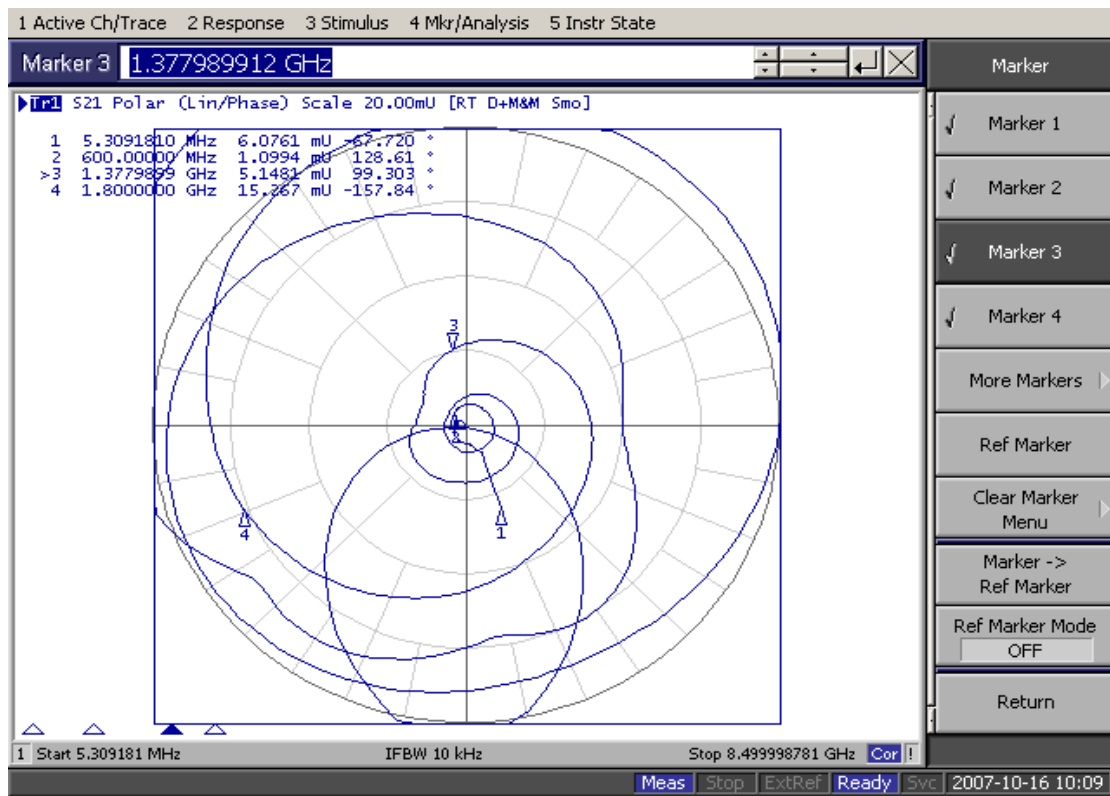 1 Active Ch/Trace 2 Response 3 Stimulus 4 Mkr/Analysis 5 Instr State
Marker 3 1.377989912 GHz
Tr1 S21 Polar (Lin/Phase) Scale 20.00mU [RT D+M&M Smo]
1 5.3091810 MHz 6.0761 mU -67.720 °
2 600.00000 MHz 1.0994 mU 128.61 °
>3 1.3779899 GHz 5.1481 mU 99.303 °
4 1.8000000 GHz 15.267 mU -157.84 °
3
2
4
1
1 Start 5.309181 MHz IFBW 10 kHz Stop 8.499998781 GHz Cor !
Marker
Marker 1
Marker 2
Marker 3
Marker 4
More Markers
Ref Marker
Clear Marker
Menu
Marker ->
Ref Marker
Ref Marker Mode
OFF
Return
Meas Stop ExtRef Ready Svc 2007-10-16 10:09